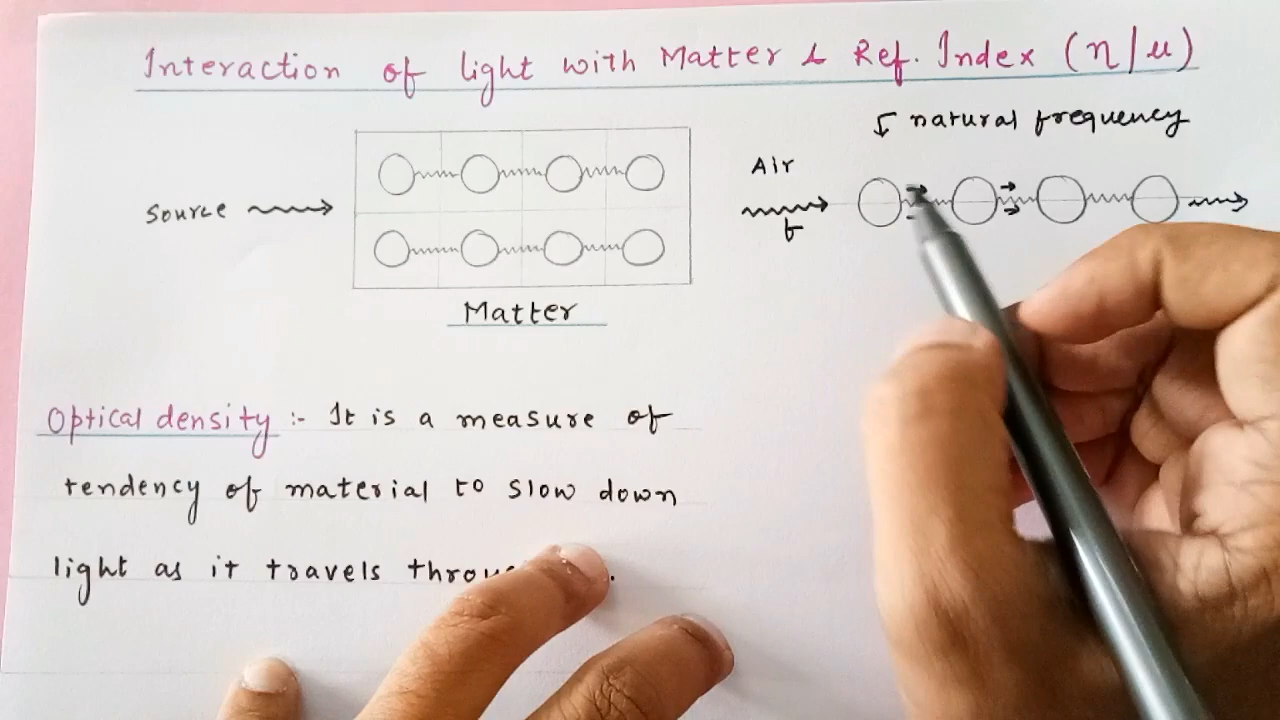 Interaction of light with Matter & Ref. Index (η/μ)
natural frequency
Air
Source
f
Matter
Optical density :- It is a measure of
tendency of material to slow down
light as it travels